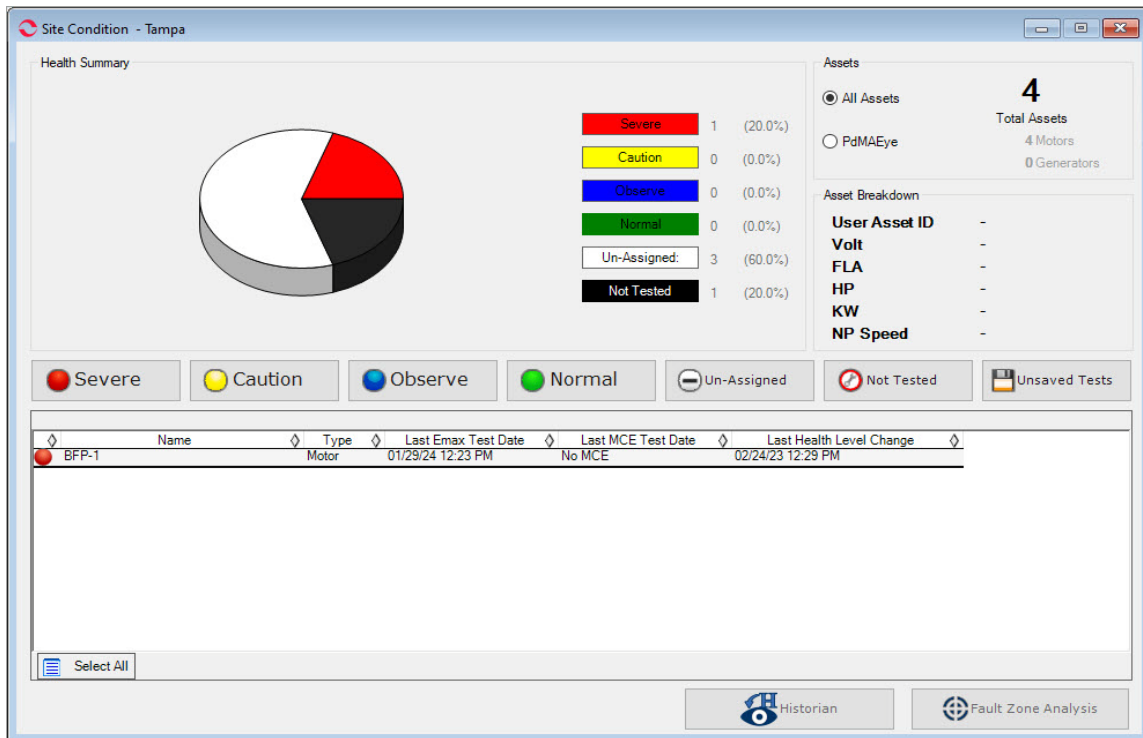 Site Condition - Tampa
Health Summary
Severe 1 (20.0%)
Caution 0 (0.0%)
Observe 0 (0.0%)
Normal 0 (0.0%)
Un-Assigned: 3 (60.0%)
Not Tested 1 (20.0%)
Assets
All Assets
PdMAEye
4
Total Assets
4 Motors
0 Generators
Asset Breakdown
User Asset ID -
Volt -
FLA -
HP -
KW -
NP Speed -
Severe Caution Observe Normal Un-Assigned Not Tested Unsaved Tests
Name Type Last Emax Test Date Last MCE Test Date Last Health Level Change
BFP-1 Motor 01/29/24 12:23 PM No MCE 02/24/23 12:29 PM
Select All
Historian Fault Zone Analysis